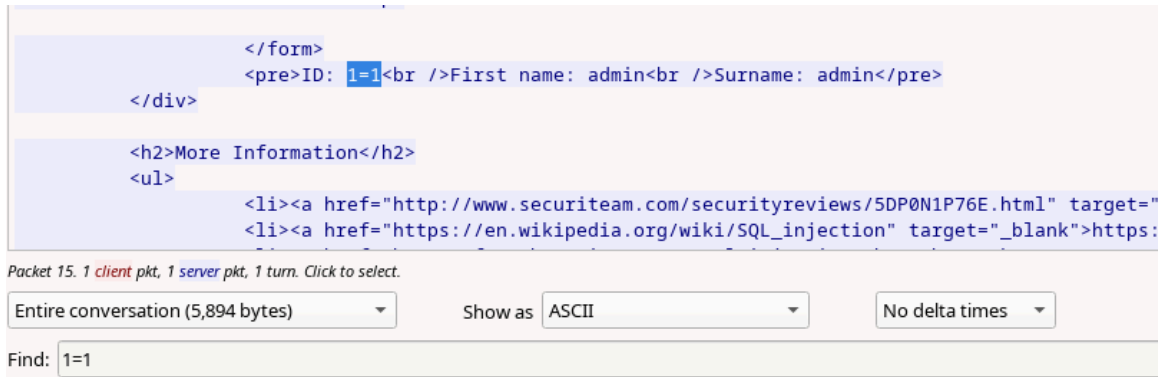 </form>
<pre>ID: 1=1<br />First name: admin<br />Surname: admin</pre>
</div>
<h2>More Information</h2>
<ul>
<li><a href="http://www.securiteam.com/securityreviews/5DP0N1P76E.html" target="
<li><a href="https://en.wikipedia.org/wiki/SQL_injection" target="_blank">https:
Packet 15. 1 client pkt, 1 server pkt, 1 turn. Click to select.
Entire conversation (5,894 bytes) Show as ASCII No delta times
Find: 1=1